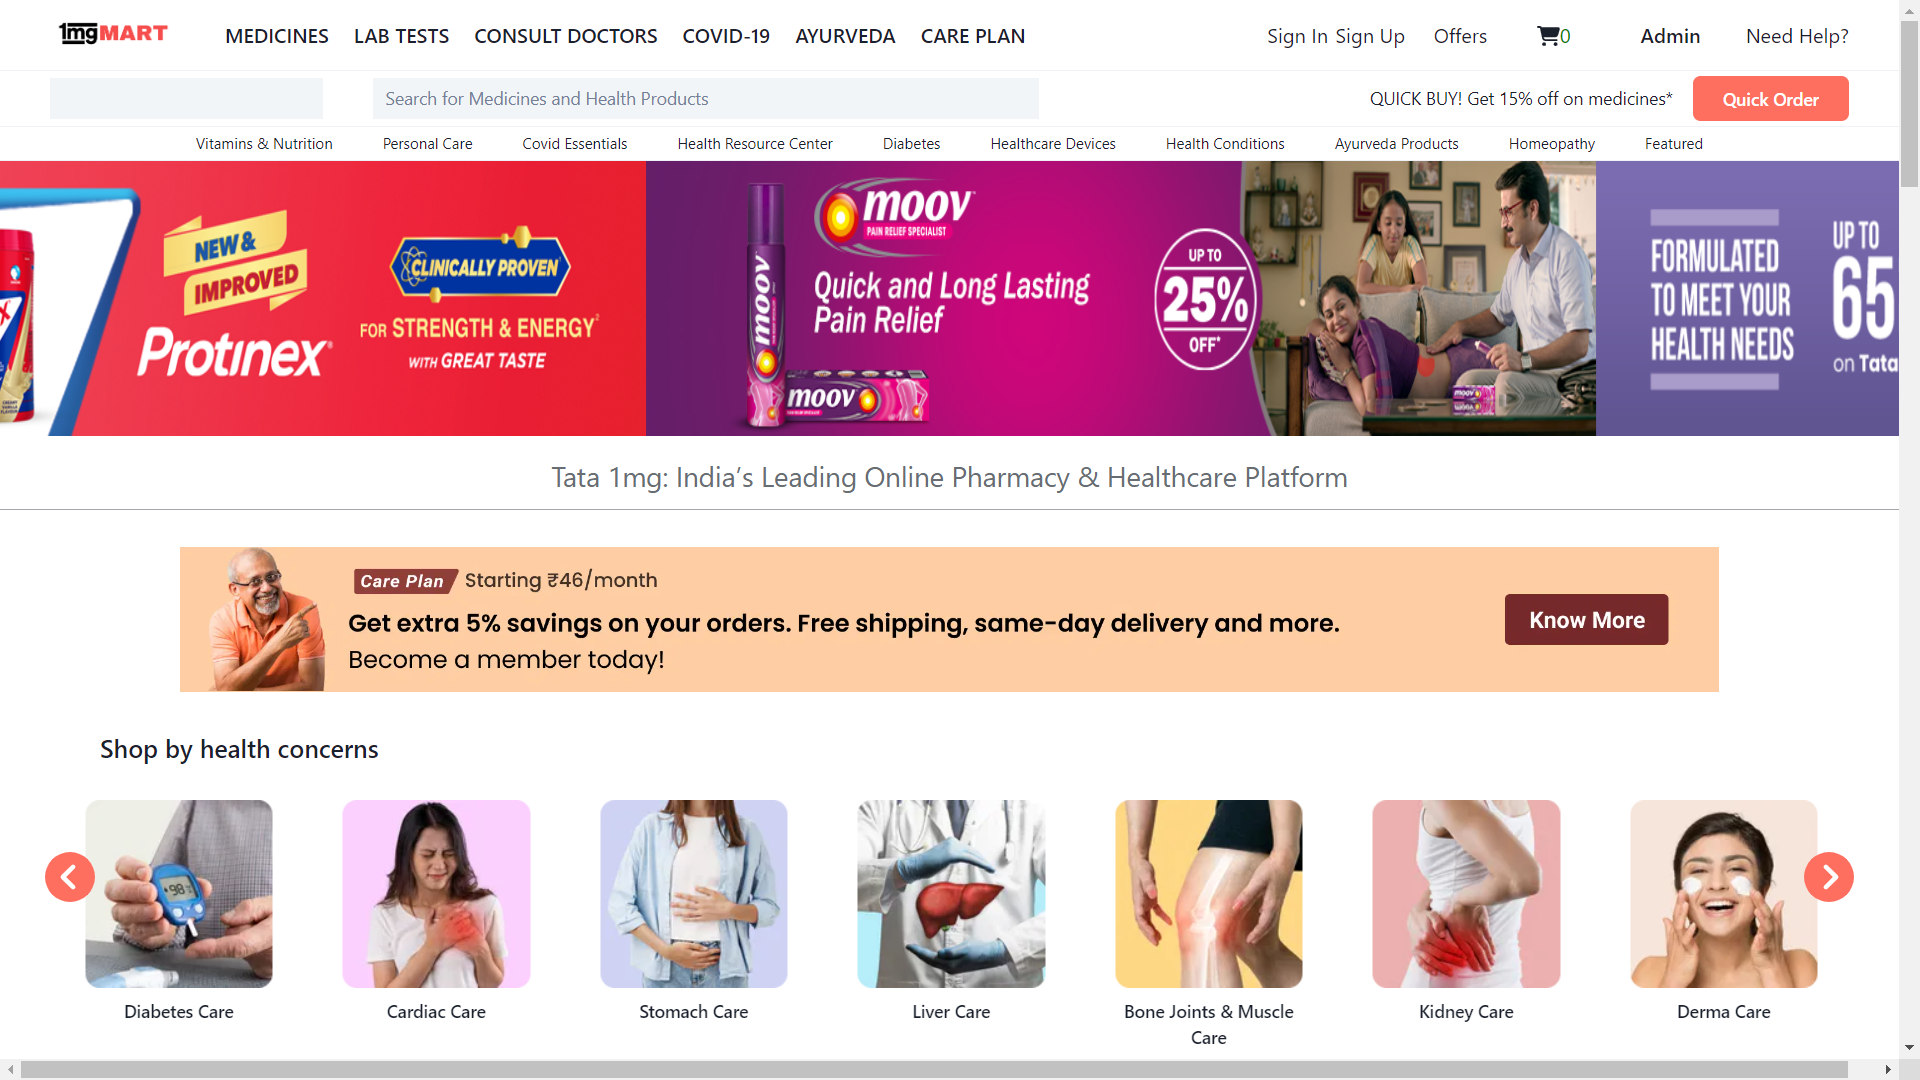 1mgMART
MEDICINES LAB TESTS CONSULT DOCTORS COVID-19 AYURVEDA CARE PLAN
Sign In Sign Up Offers 0 Admin Need Help?
Search for Medicines and Health Products
QUICK BUY! Get 15% off on medicines*
Quick Order
Vitamins & Nutrition Personal Care Covid Essentials Health Resource Center Diabetes Healthcare Devices Health Conditions Ayurveda Products Homeopathy Featured
NEW &
IMPROVED
Protinex®
CLINICALLY PROVEN
FOR STRENGTH & ENERGY²
WITH GREAT TASTE
moov
moov
PAIN RELIEF SPECIALIST
Quick and Long Lasting
Pain Relief
moov
UP TO
25%
OFF*
moov
FORMULATED
TO MEET YOUR
HEALTH NEEDS
UP TO
65
on Tata
Tata 1mg: India’s Leading Online Pharmacy & Healthcare Platform
Care Plan Starting ₹46/month
Get extra 5% savings on your orders. Free shipping, same-day delivery and more.
Become a member today!
Know More
Shop by health concerns
98
Diabetes Care
Cardiac Care
Stomach Care
Liver Care
Bone Joints & Muscle
Care
Kidney Care
Derma Care